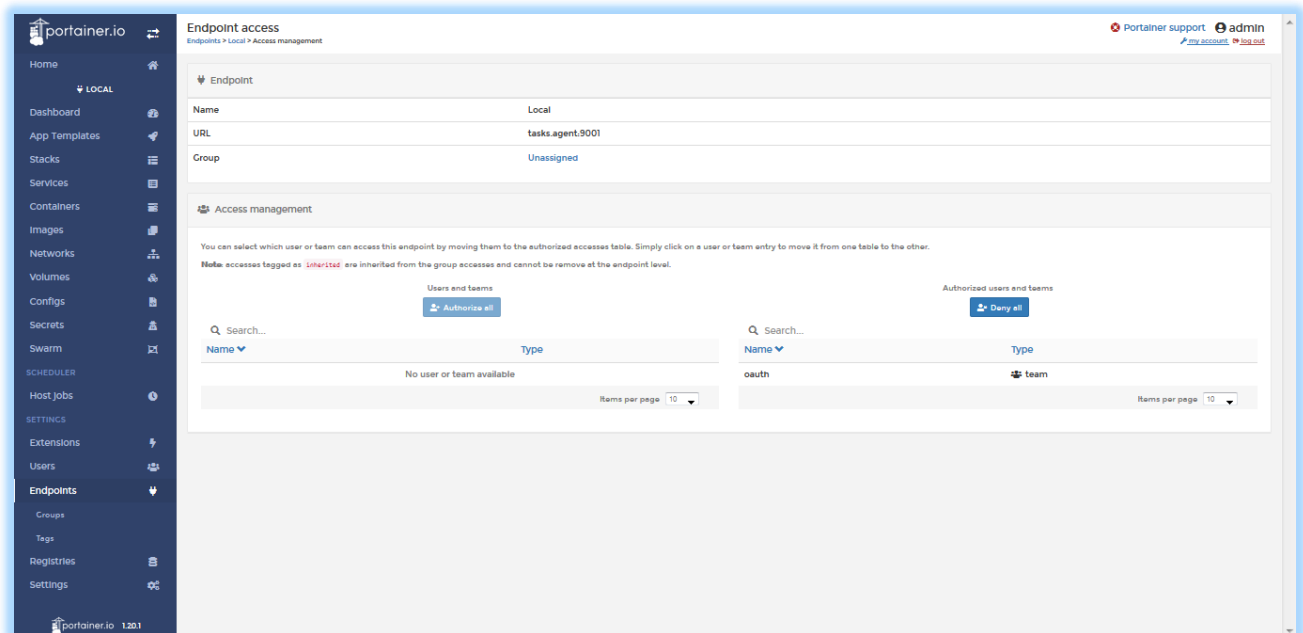 portainer.io
Home
LOCAL
Dashboard
App Templates
Stacks
Services
Containers
Images
Networks
Volumes
Configs
Secrets
Swarm
SCHEDULER
Host jobs
SETTINGS
Extensions
Users
Endpoints
Groups
Tags
Registries
Settings
portainer.io 1.20.1
Endpoint access
Endpoints > Local > Access management
Portainer support admin
my account log out
Endpoint
Name Local
URL tasks.agent:9001
Group Unassigned
Access management
You can select which user or team can access this endpoint by moving them to the authorized accesses table. Simply click on a user or team entry to move it from one table to the other.
Note: accesses tagged as inherited are inherited from the group accesses and cannot be remove at the endpoint level.
Users and teams
Authorize all
Search...
Name Type
No user or team available
Items per page 10
Authorized users and teams
Deny all
Search...
Name Type
oauth team
Items per page 10